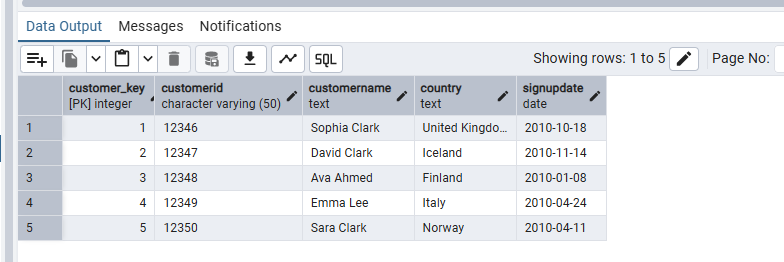 Data Output Messages Notifications
SQL Showing rows: 1 to 5 Page No:
customer_key customerid customername country signupdate
[PK] integer character varying (50) text text date
1 1 12346 Sophia Clark United Kingdo... 2010-10-18
2 2 12347 David Clark Iceland 2010-11-14
3 3 12348 Ava Ahmed Finland 2010-01-08
4 4 12349 Emma Lee Italy 2010-04-24
5 5 12350 Sara Clark Norway 2010-04-11